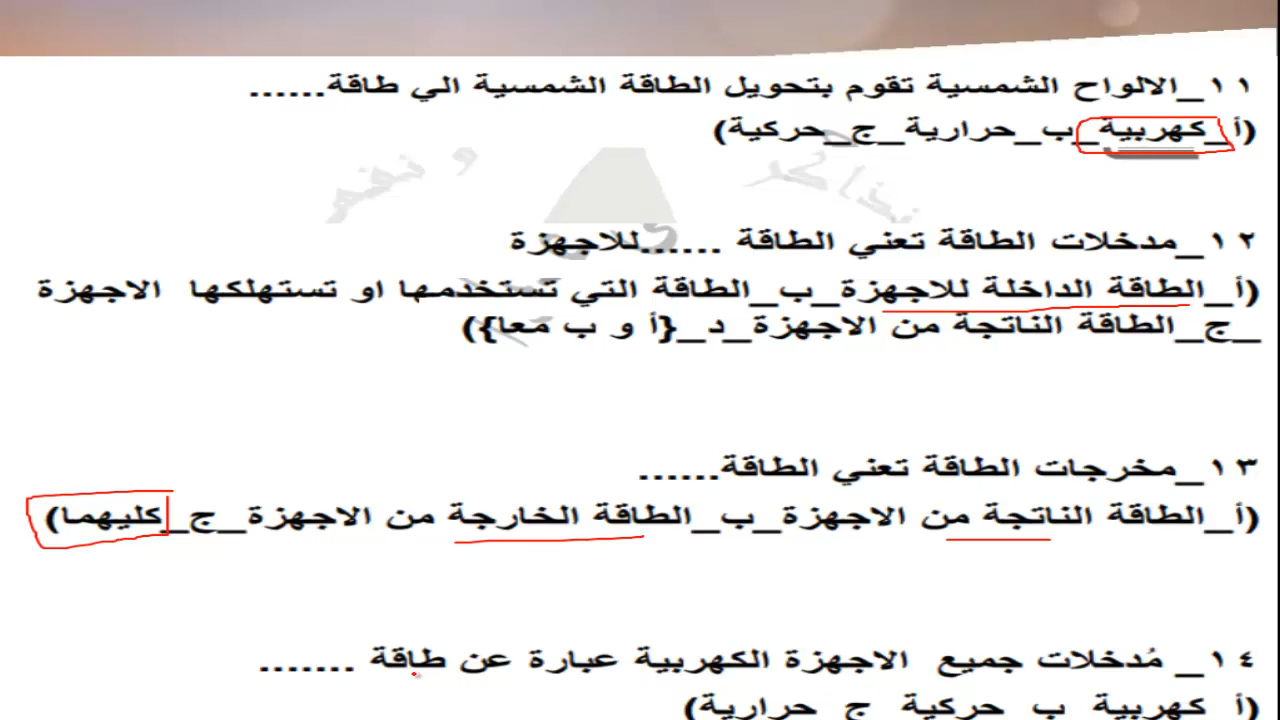 ١١_الالواح الشمسية تقوم بتحويل الطاقة الشمسية الي طاقة......
(أ_كهربية_ب_حرارية_ج_حركية)
نذاكر و نفهم
١٢_مدخلات الطاقة تعني الطاقة ......للاجهزة
(أ_الطاقة الداخلة للاجهزة_ب_الطاقة التي تستخدمها او تستهلكها الاجهزة
_ج_الطاقة الناتجة من الاجهزة_د_{أ و ب معا})
١٣_مخرجات الطاقة تعني الطاقة......
(أ_الطاقة الناتجة من الاجهزة_ب_الطاقة الخارجة من الاجهزة_ج_كليهما)
١٤_ مُدخلات جميع الاجهزة الكهربية عبارة عن طاقة .......
(أ كهربية ب حركية ج حرارية)